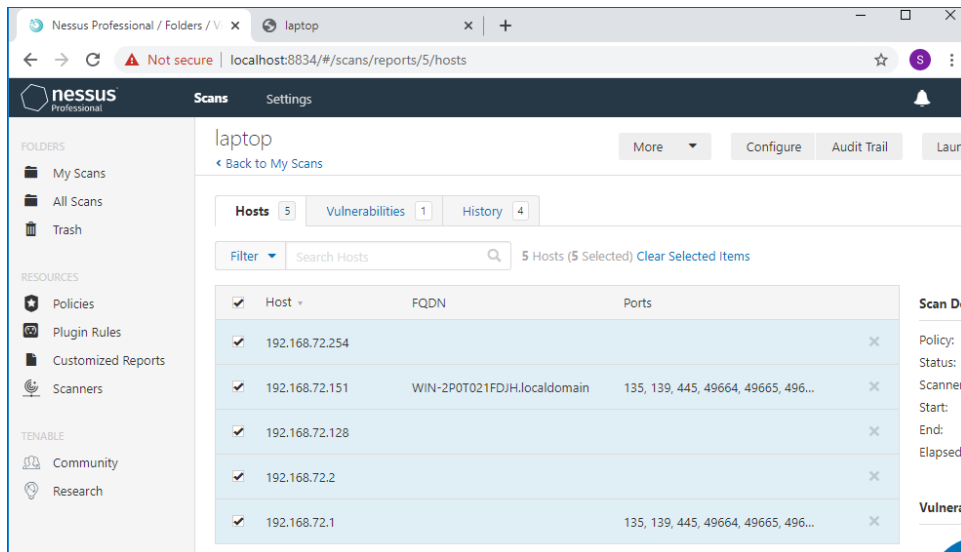 Nessus Professional / Folders / V
laptop
Not secure
localhost:8834/#/scans/reports/5/hosts
S
nessus
Professional
Scans
Settings
FOLDERS
My Scans
All Scans
Trash
RESOURCES
Policies
Plugin Rules
Customized Reports
Scanners
TENABLE
Community
Research
laptop
Back to My Scans
More
Configure
Audit Trail
Laun
Hosts 5
Vulnerabilities 1
History 4
Filter
Search Hosts
5 Hosts (5 Selected) Clear Selected Items
Host FQDN Ports
192.168.72.254
192.168.72.151 WIN-2P0T021FDJH.localdomain 135, 139, 445, 49664, 49665, 496...
192.168.72.128
192.168.72.2
192.168.72.1 135, 139, 445, 49664, 49665, 496...
Scan De
Policy:
Status:
Scanner
Start:
End:
Elapsed
Vulnera